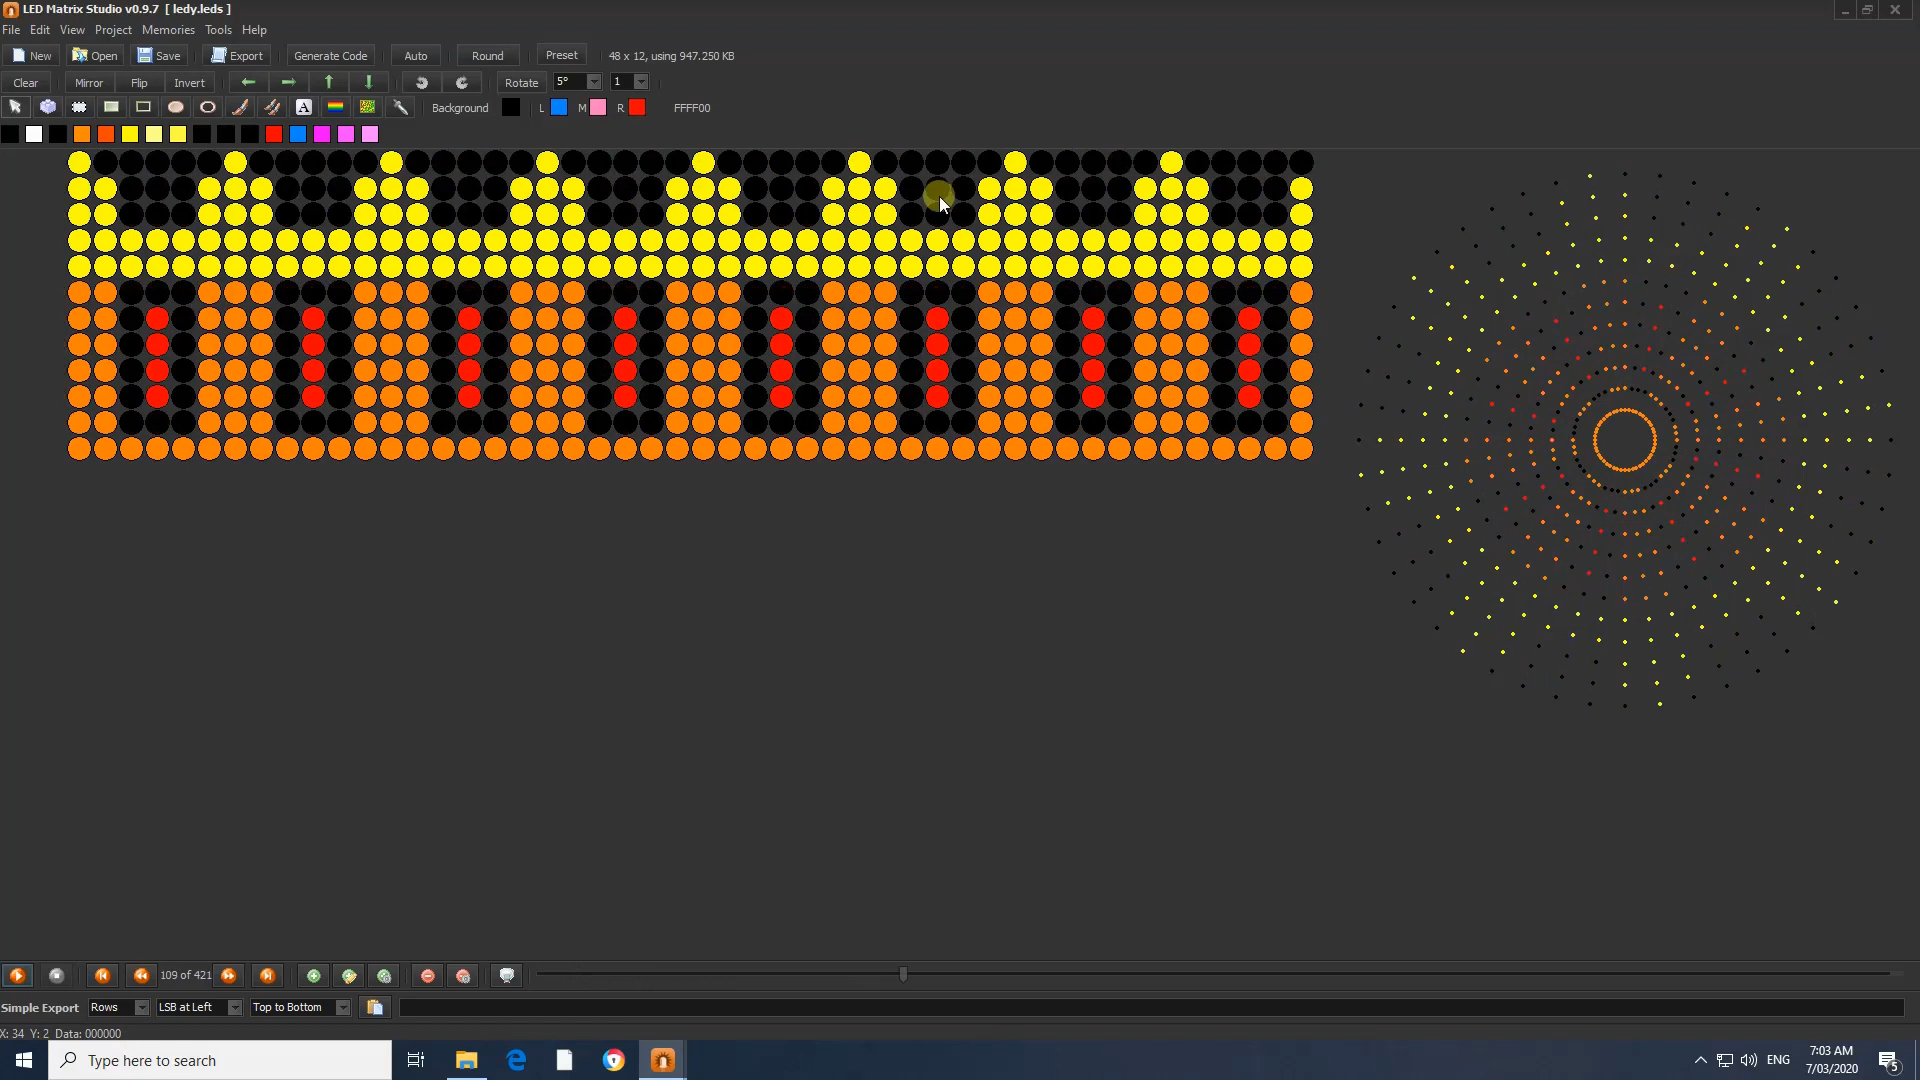 LED Matrix Studio v0.9.7 [ ledy.leds ]
File Edit View Project Memories Tools Help
New Open Save Export Generate Code Auto Round Preset 48 x 12, using 947.250 KB
Clear Mirror Flip Invert Rotate 5° 1
A Background L M R FFFF00
109 of 421
Simple Export Rows LSB at Left Top to Bottom
X: 34 Y: 2 Data: 000000
Type here to search
ENG
7:03 AM
7/03/2020
5